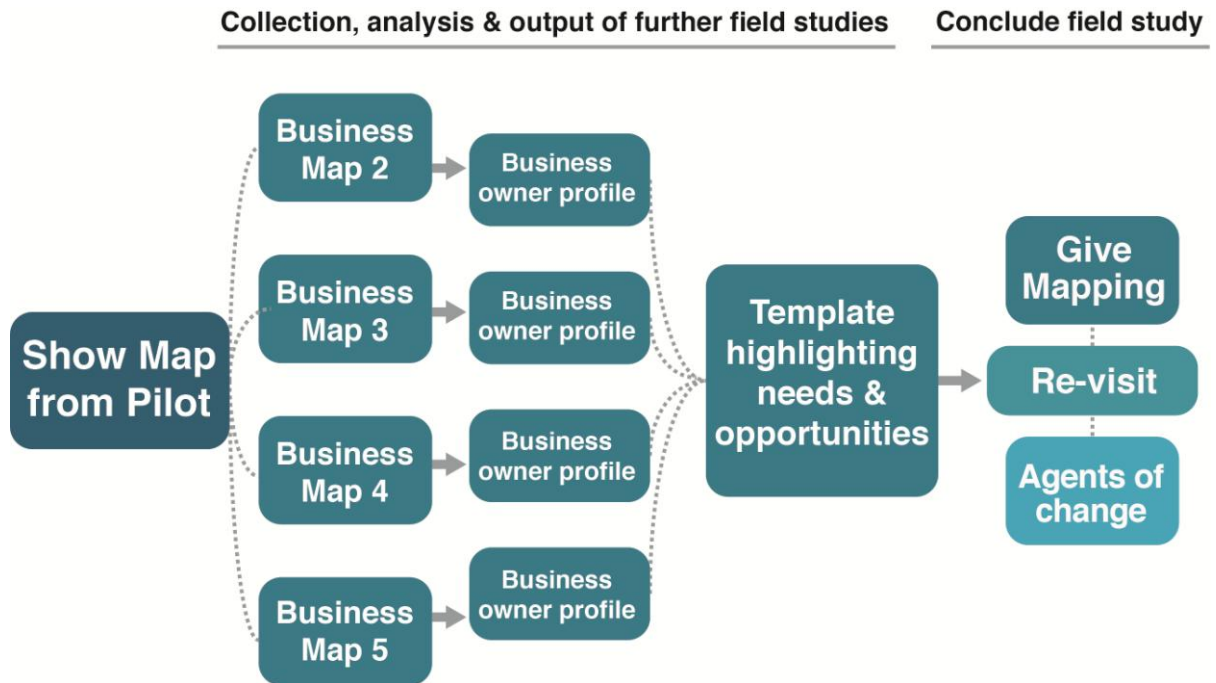 Collection, analysis & output of further field studies
Conclude field study
Show Map
from Pilot
Business
Map 2
Business
owner profile
Business
Map 3
Business
owner profile
Business
Map 4
Business
owner profile
Business
Map 5
Business
owner profile
Template
highlighting
needs &
opportunities
Give
Mapping
Re-visit
Agents of
change